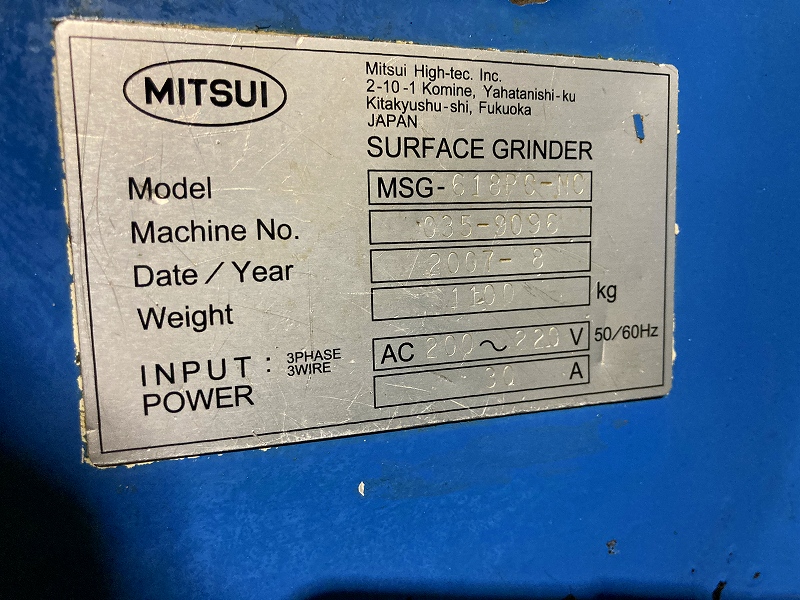 MITSUI
Mitsui High-tec. Inc.
2-10-1 Komine, Yahatanishi-ku
Kitakyushu-shi, Fukuoka
JAPAN
SURFACE GRINDER
Model MSG-618PC-NC
Machine No. 035-9096
Date/Year 2007-8
Weight 1100 kg
INPUT: 3PHASE AC 200~220 V 50/60Hz
3WIRE
POWER 30 A